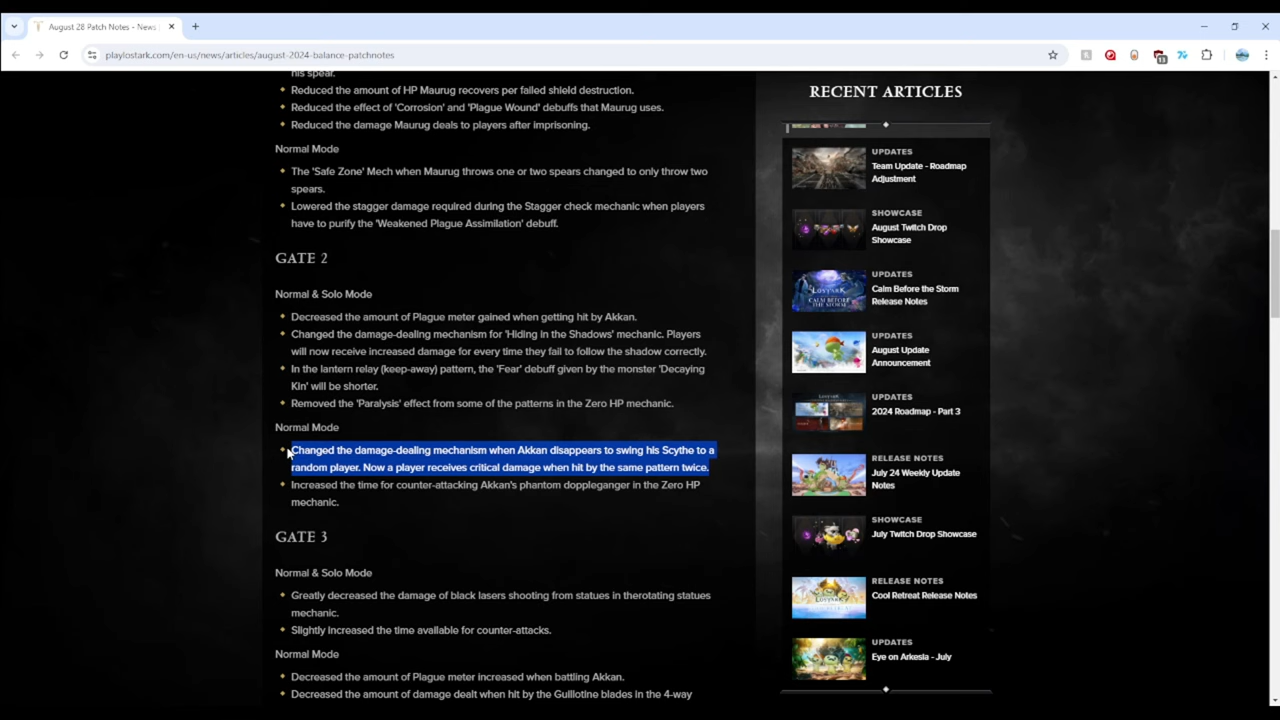 August 28 Patch Notes - News |
playlostark.com/en-us/news/articles/august-2024-balance-patchnotes
his spear.
Reduced the amount of HP Maurug recovers per failed shield destruction.
Reduced the effect of 'Corrosion' and 'Plague Wound' debuffs that Maurug uses.
Reduced the damage Maurug deals to players after imprisoning.
Normal Mode
The 'Safe Zone' Mech when Maurug throws one or two spears changed to only throw two
spears.
Lowered the stagger damage required during the Stagger check mechanic when players
have to purify the 'Weakened Plague Assimilation' debuff.
GATE 2
Normal & Solo Mode
Decreased the amount of Plague meter gained when getting hit by Akkan.
Changed the damage-dealing mechanism for 'Hiding in the Shadows' mechanic. Players
will now receive increased damage for every time they fail to follow the shadow correctly.
In the lantern relay (keep-away) pattern, the 'Fear' debuff given by the monster 'Decaying
Kin' will be shorter.
Removed the 'Paralysis' effect from some of the patterns in the Zero HP mechanic.
Normal Mode
Changed the damage-dealing mechanism when Akkan disappears to swing his Scythe to a
random player. Now a player receives critical damage when hit by the same pattern twice.
Increased the time for counter-attacking Akkan's phantom doppleganger in the Zero HP
mechanic.
GATE 3
Normal & Solo Mode
Greatly decreased the damage of black lasers shooting from statues in therotating statues
mechanic.
Slightly increased the time available for counter-attacks.
Normal Mode
Decreased the amount of Plague meter increased when battling Akkan.
Decreased the amount of damage dealt when hit by the Guillotine blades in the 4-way
RECENT ARTICLES
UPDATES
Team Update - Roadmap
Adjustment
SHOWCASE
August Twitch Drop
Showcase
UPDATES
Calm Before the Storm
Release Notes
UPDATES
August Update
Announcement
UPDATES
2024 Roadmap - Part 3
RELEASE NOTES
July 24 Weekly Update
Notes
SHOWCASE
July Twitch Drop Showcase
RELEASE NOTES
Cool Retreat Release Notes
UPDATES
Eye on Arkesia - July